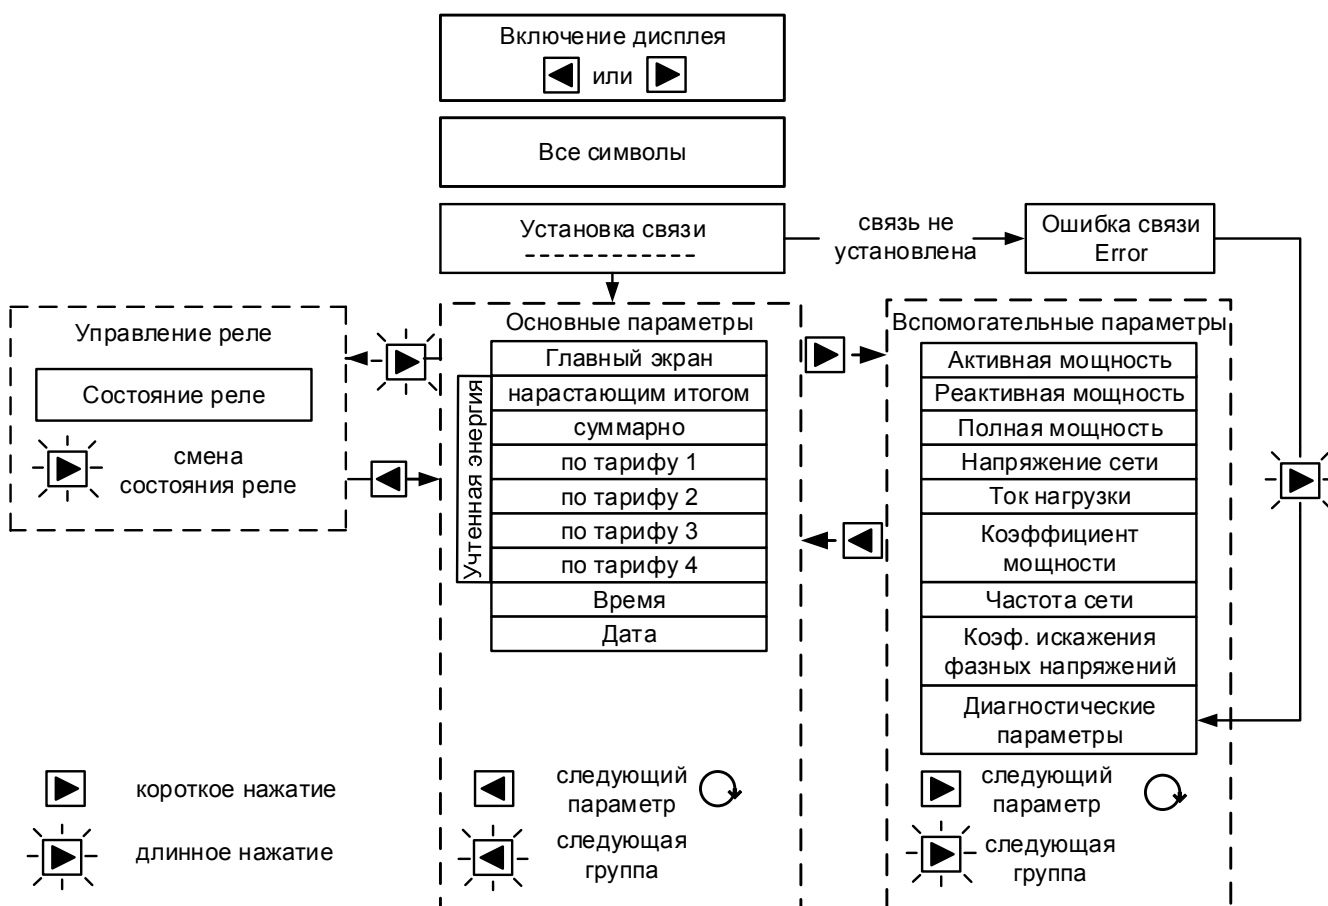 Включение дисплея
или
Все символы
Установка связи
------------
связь не
установлена
Ошибка связи
Error
Управление реле
Состояние реле
смена
состояния реле
Основные параметры
Главный экран
Учтенная энергия
нарастающим итогом
суммарно
по тарифу 1
по тарифу 2
по тарифу 3
по тарифу 4
Время
Дата
Вспомогательные параметры
Активная мощность
Реактивная мощность
Полная мощность
Напряжение сети
Ток нагрузки
Коэффициент
мощности
Частота сети
Коэф. искажения
фазных напряжений
Диагностические
параметры
короткое нажатие
длинное нажатие
следующий
параметр
следующая
группа
следующий
параметр
следующая
группа